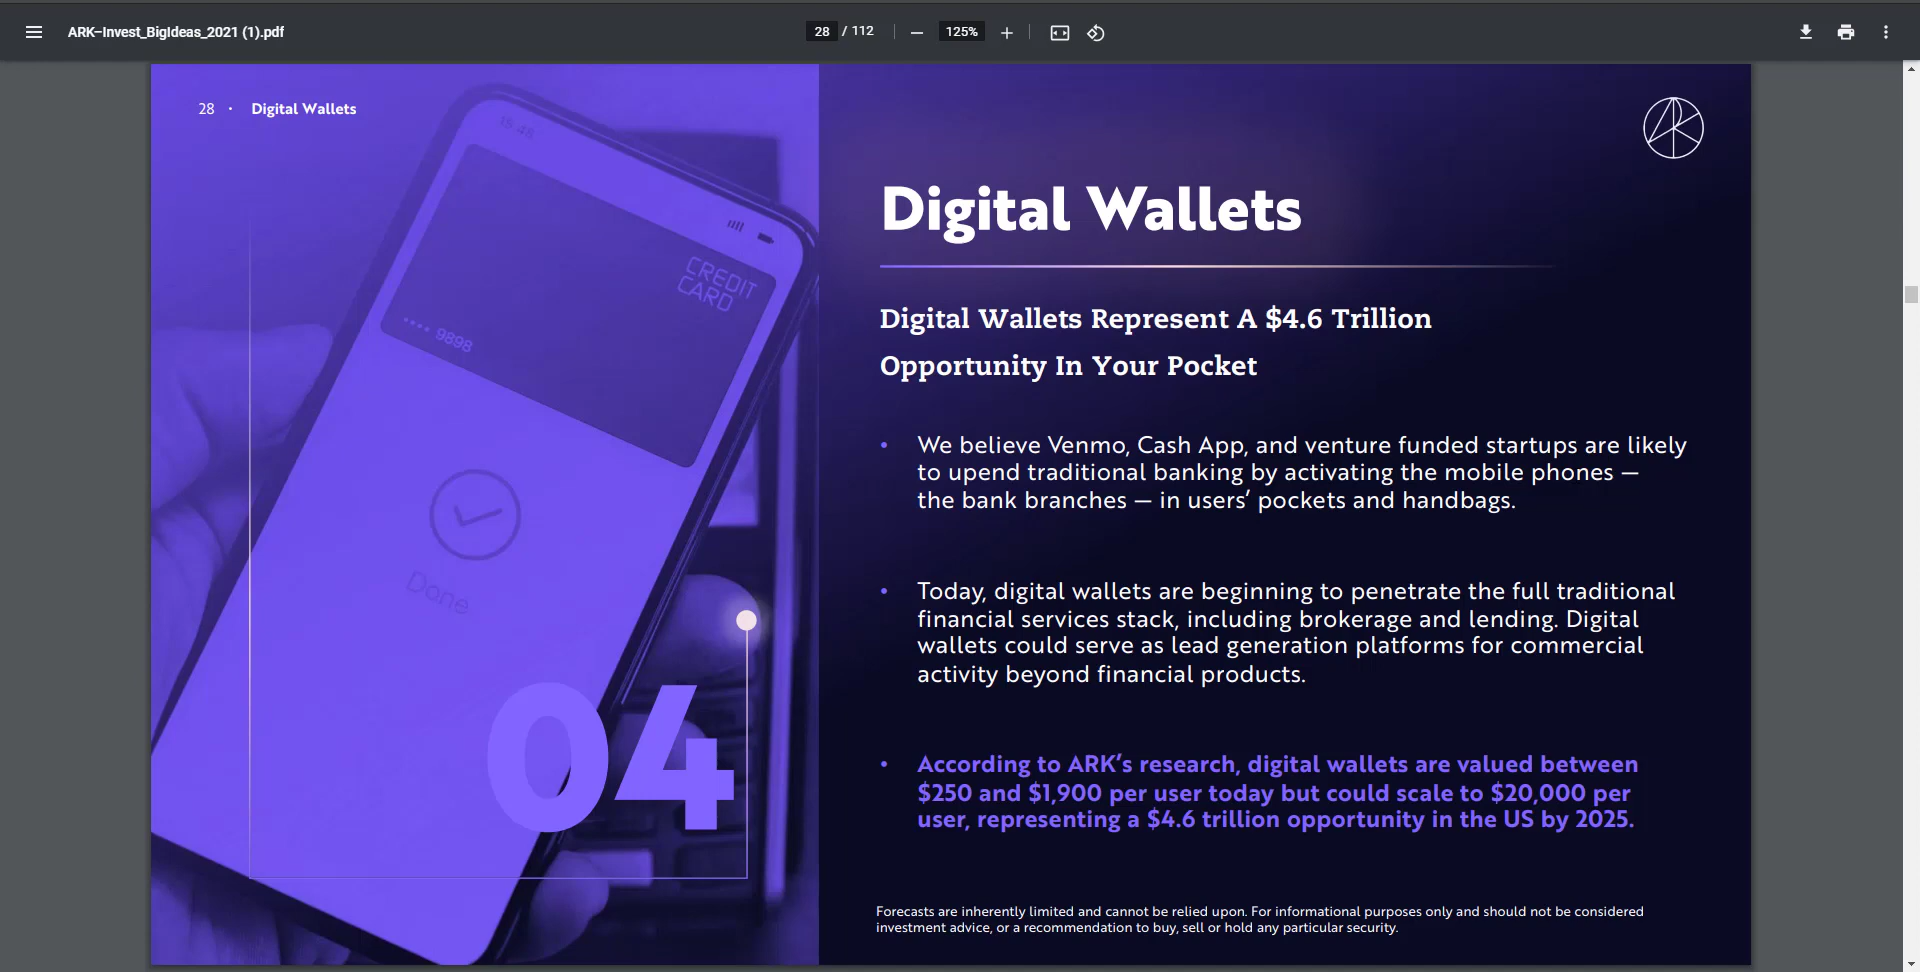 ARK-Invest_BigIdeas_2021 (1).pdf
28 / 112
125%
28 • Digital Wallets
15:45
CREDIT
CARD
•••• 9898
Done
04
Digital Wallets
Digital Wallets Represent A $4.6 Trillion
Opportunity In Your Pocket
• We believe Venmo, Cash App, and venture funded startups are likely
to upend traditional banking by activating the mobile phones —
the bank branches — in users’ pockets and handbags.
• Today, digital wallets are beginning to penetrate the full traditional
financial services stack, including brokerage and lending. Digital
wallets could serve as lead generation platforms for commercial
activity beyond financial products.
• According to ARK’s research, digital wallets are valued between
$250 and $1,900 per user today but could scale to $20,000 per
user, representing a $4.6 trillion opportunity in the US by 2025.
Forecasts are inherently limited and cannot be relied upon. For informational purposes only and should not be considered
investment advice, or a recommendation to buy, sell or hold any particular security.